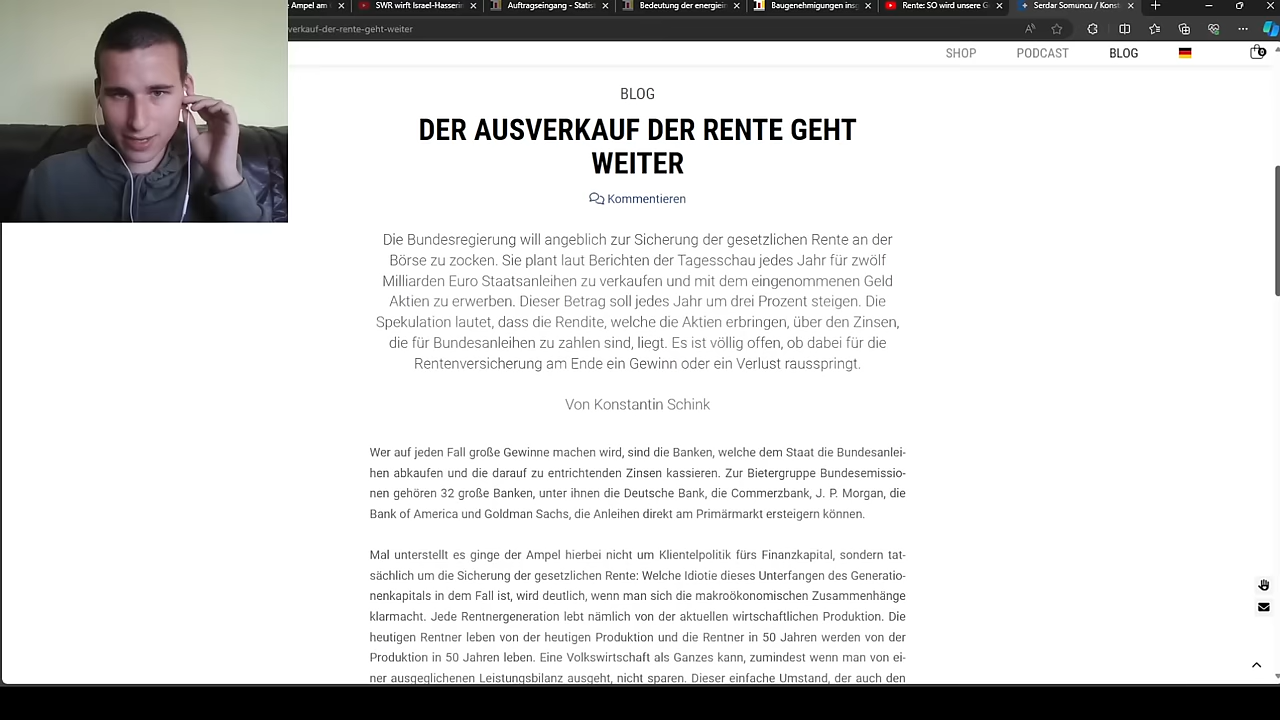 e Ampel am
SWR wirft Israel-Hasserin
Auftragseingang - Statist
Bedeutung der energiein
Baugenehmigungen insg
Rente: SO wird unsere G
Serdar Somuncu / Konst
verkauf-der-rente-geht-weiter
SHOP
PODCAST
BLOG
0
BLOG
DER AUSVERKAUF DER RENTE GEHT
WEITER
Kommentieren
Die Bundesregierung will angeblich zur Sicherung der gesetzlichen Rente an der
Börse zu zocken. Sie plant laut Berichten der Tagesschau jedes Jahr für zwölf
Milliarden Euro Staatsanleihen zu verkaufen und mit dem eingenommenen Geld
Aktien zu erwerben. Dieser Betrag soll jedes Jahr um drei Prozent steigen. Die
Spekulation lautet, dass die Rendite, welche die Aktien erbringen, über den Zinsen,
die für Bundesanleihen zu zahlen sind, liegt. Es ist völlig offen, ob dabei für die
Rentenversicherung am Ende ein Gewinn oder ein Verlust rausspringt.
Von Konstantin Schink
Wer auf jeden Fall große Gewinne machen wird, sind die Banken, welche dem Staat die Bundesanlei-
hen abkaufen und die darauf zu entrichtenden Zinsen kassieren. Zur Bietergruppe Bundesemissio-
nen gehören 32 große Banken, unter ihnen die Deutsche Bank, die Commerzbank, J. P. Morgan, die
Bank of America und Goldman Sachs, die Anleihen direkt am Primärmarkt ersteigern können.
Mal unterstellt es ginge der Ampel hierbei nicht um Klientelpolitik fürs Finanzkapital, sondern tat-
sächlich um die Sicherung der gesetzlichen Rente: Welche Idiotie dieses Unterfangen des Generatio-
nenkapitals in dem Fall ist, wird deutlich, wenn man sich die makroökonomischen Zusammenhänge
klarmacht. Jede Rentnergeneration lebt nämlich von der aktuellen wirtschaftlichen Produktion. Die
heutigen Rentner leben von der heutigen Produktion und die Rentner in 50 Jahren werden von der
Produktion in 50 Jahren leben. Eine Volkswirtschaft als Ganzes kann, zumindest wenn man von ei-
ner ausgeglichenen Leistungsbilanz ausgeht, nicht sparen. Dieser einfache Umstand, der auch den